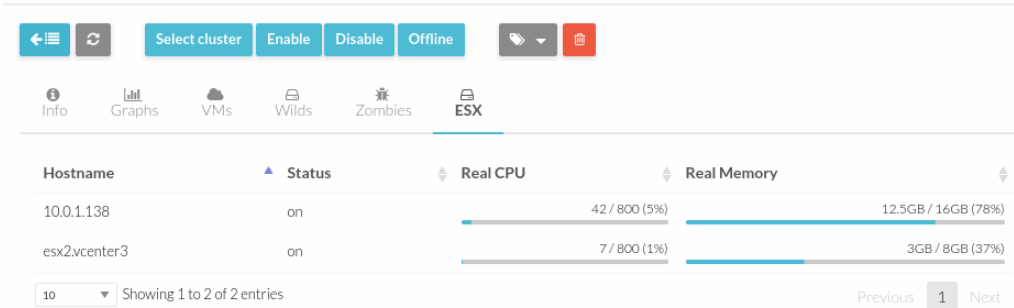 Select cluster Enable Disable Offline
Info Graphs VMs Wilds Zombies ESX
Hostname Status Real CPU Real Memory
10.0.1.138 on 42 / 800 (5%) 12.5GB / 16GB (78%)
esx2.vcenter3 on 7 / 800 (1%) 3GB / 8GB (37%)
10 Showing 1 to 2 of 2 entries Previous 1 Next